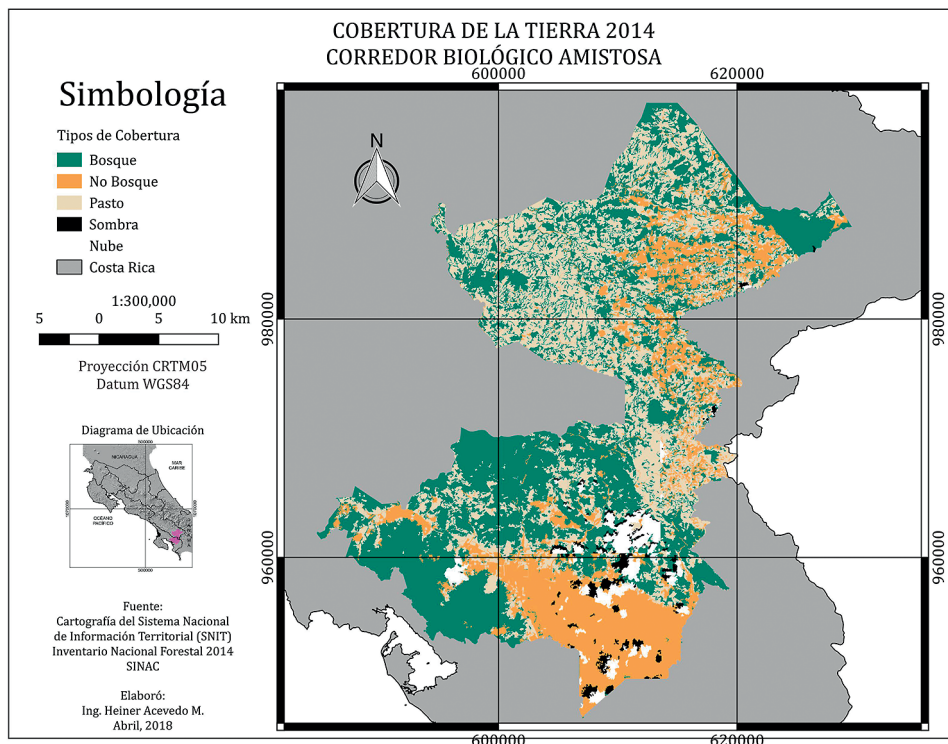 COBERTURA DE LA TIERRA 2014
CORREDOR BIOLÓGICO AMISTOSA
Simbología
Tipos de Cobertura
Bosque
No Bosque
Pasto
Sombra
Nube
Costa Rica
1:300,000
5 0 5 10 km
Proyección CRTM05
Datum WGS84
Diagrama de Ubicación
NICARAGUA
MAR
CARIBE
OCÉANO
PACÍFICO
Fuente:
Cartografía del Sistema Nacional
de Información Territorial (SNIT)
Inventario Nacional Forestal 2014
SINAC
Elaboró:
Ing. Heiner Acevedo M.
Abril, 2018
N
600000 620000
980000 980000
960000 960000
600000 620000